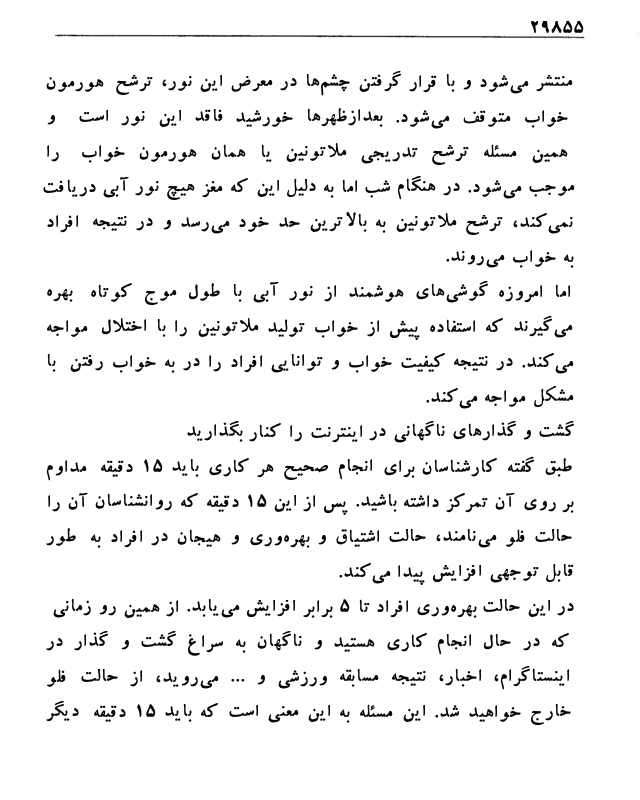 ۲۹۸۵۵
منتشر می‌شود و با قرار گرفتن چشم‌ها در معرض این نور، ترشح هورمون
خواب متوقف می‌شود. بعدازظهرها خورشید فاقد این نور است و
همین مسئله ترشح تدریجی ملاتونین یا همان هورمون خواب را
موجب می‌شود. در هنگام شب اما به دلیل این که مغز هیچ نور آبی دریافت
نمی‌کند، ترشح ملاتونین به بالاترین حد خود می‌رسد و در نتیجه افراد
به خواب می‌روند.
اما امروزه گوشی‌های هوشمند از نور آبی با طول موج کوتاه بهره
می‌گیرند که استفاده پیش از خواب تولید ملاتونین را با اختلال مواجه
می‌کند. در نتیجه کیفیت خواب و توانایی افراد را در به خواب رفتن با
مشکل مواجه می‌کند.
گشت و گذارهای ناگهانی در اینترنت را کنار بگذارید
طبق گفته کارشناسان برای انجام صحیح هر کاری باید ۱۵ دقیقه مداوم
بر روی آن تمرکز داشته باشید. پس از این ۱۵ دقیقه که روانشناسان آن را
حالت فلو می‌نامند، حالت اشتیاق و بهره‌وری و هیجان در افراد به طور
قابل توجهی افزایش پیدا می‌کند.
در این حالت بهره‌وری افراد تا ۵ برابر افزایش می‌یابد. از همین رو زمانی
که در حال انجام کاری هستید و ناگهان به سراغ گشت و گذار در
اینستاگرام، اخبار، نتیجه مسابقه ورزشی و ... می‌روید، از حالت فلو
خارج خواهید شد. این مسئله به این معنی است که باید ۱۵ دقیقه دیگر